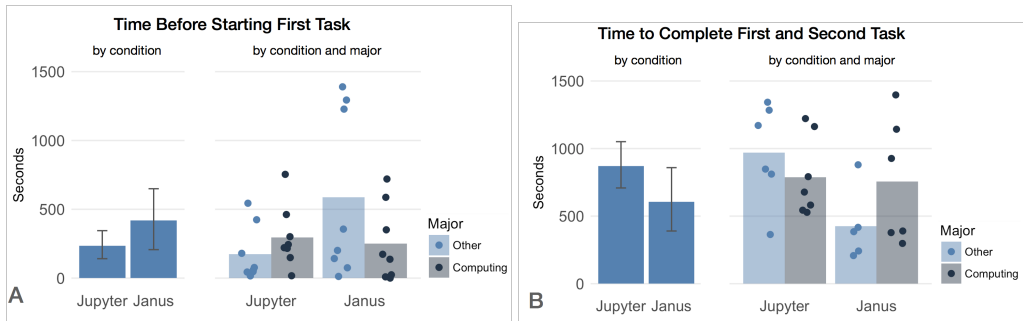 Time Before Starting First Task
by condition
by condition and major
1500
1000
500
0
Seconds
Jupyter Janus
Jupyter
Janus
Major
Other
Computing
A
Time to Complete First and Second Task
by condition
by condition and major
1500
1000
500
0
Seconds
Jupyter Janus
Jupyter
Janus
Major
Other
Computing
B